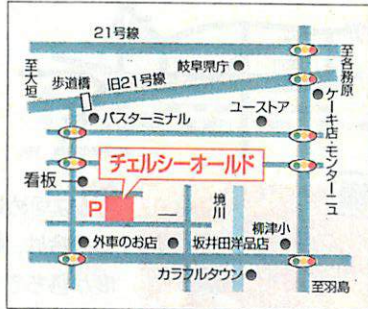 21号線
至大垣
至各務原
歩道橋
旧21号線
岐阜県庁
バスターミナル
ユーストア
ケーキ店・モンターニュ
チェルシーオールド
看板
P
境川
柳津小
外車のお店
坂井田洋品店
カラフルタウン
至羽島